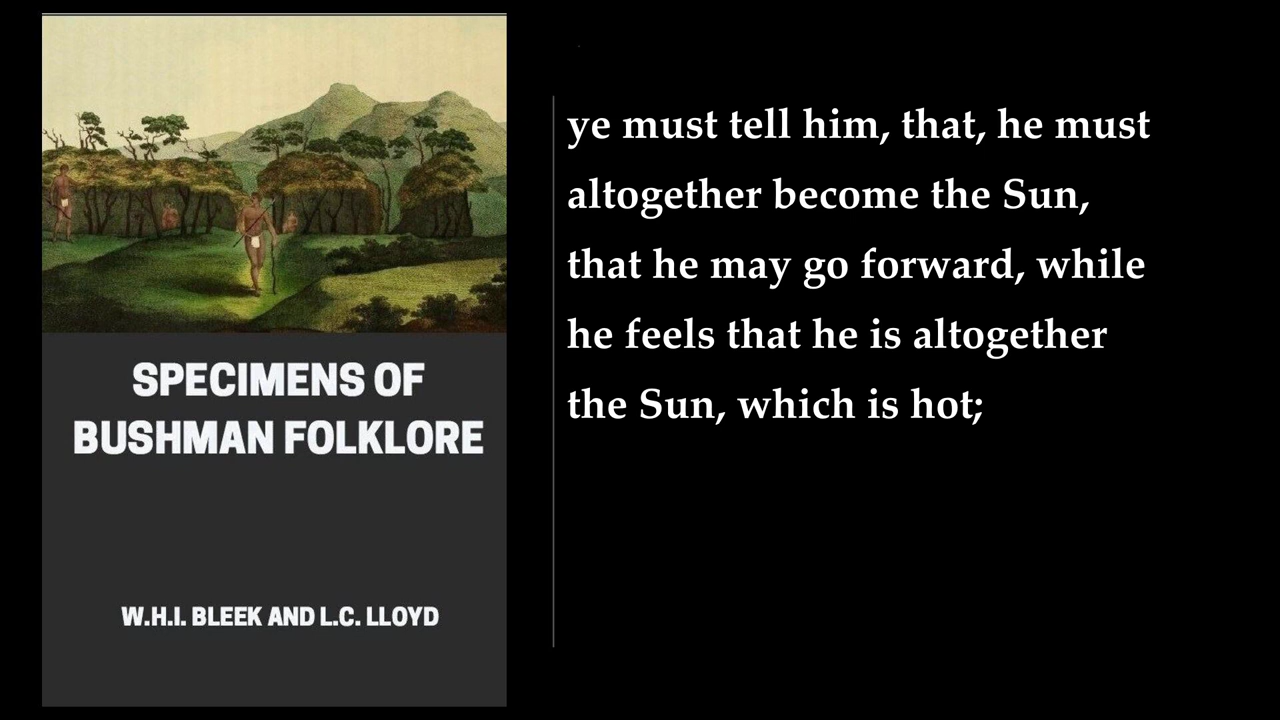 SPECIMENS OF
BUSHMAN FOLKLORE
W.H.I. BLEEK AND L.C. LLOYD
ye must tell him, that, he must
altogether become the Sun,
that he may go forward, while
he feels that he is altogether
the Sun, which is hot;